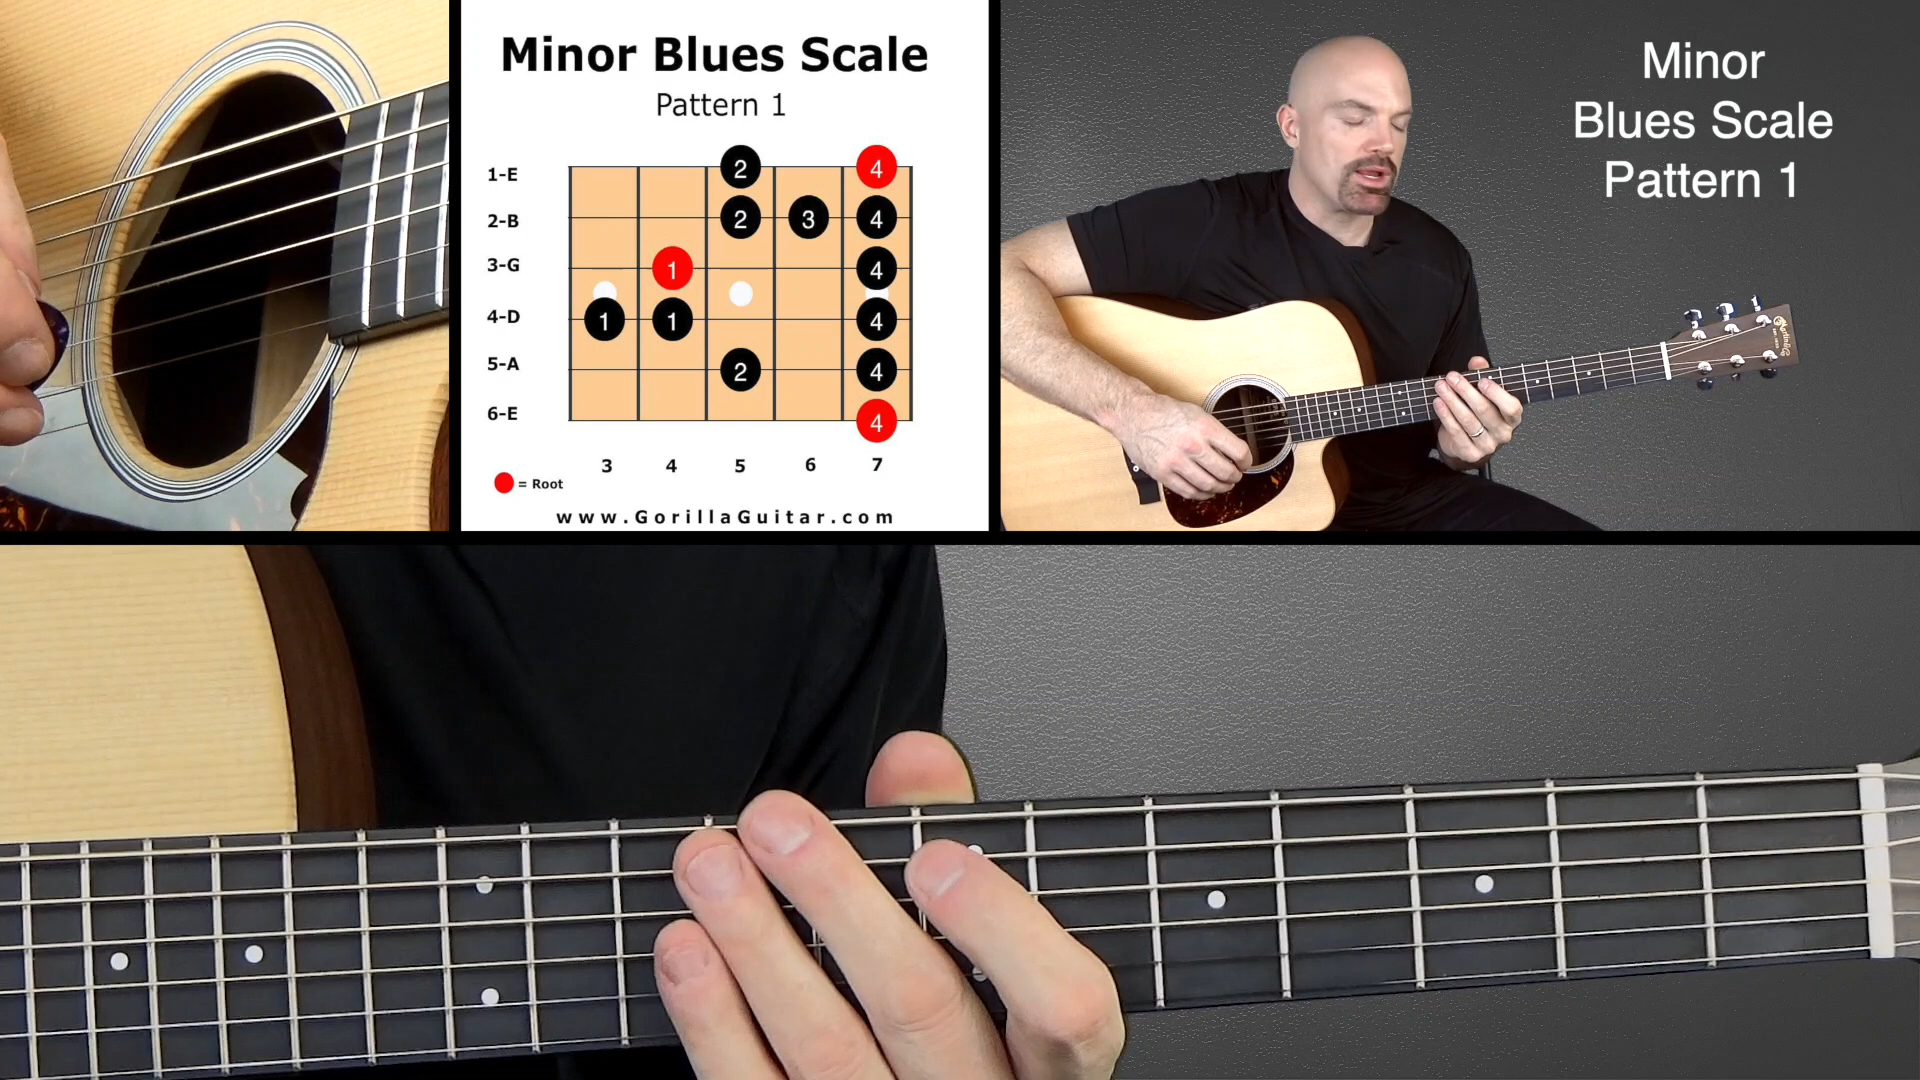 Minor Blues Scale
Pattern 1
1-E 2 4
2-B 2 3 4
3-G 1 4
4-D 1 1 4
5-A 2 4
6-E 4
3 4 5 6 7
= Root
www.GorillaGuitar.com
Minor
Blues Scale
Pattern 1